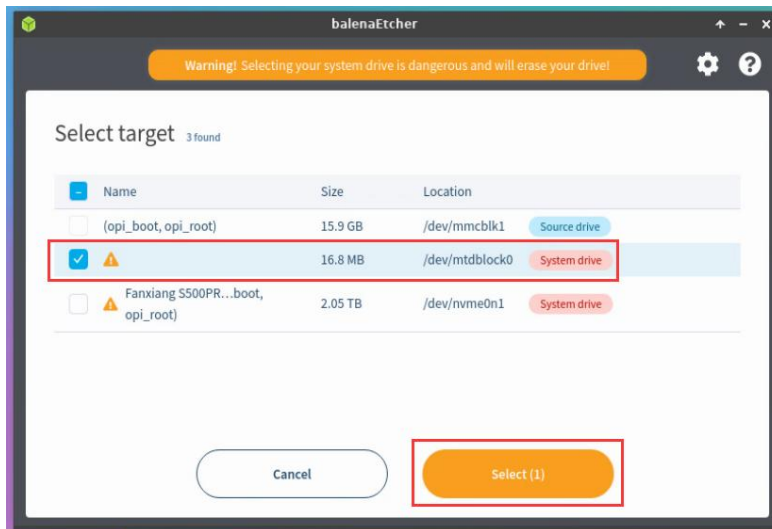 balenaEtcher
Warning! Selecting your system drive is dangerous and will erase your drive!
Select target 3 found
Name Size Location
(opi_boot, opi_root) 15.9 GB /dev/mmcblk1 Source drive
16.8 MB /dev/mtdblock0 System drive
Fanxiang S500PR...boot,
opi_root) 2.05 TB /dev/nvme0n1 System drive
Cancel Select (1)